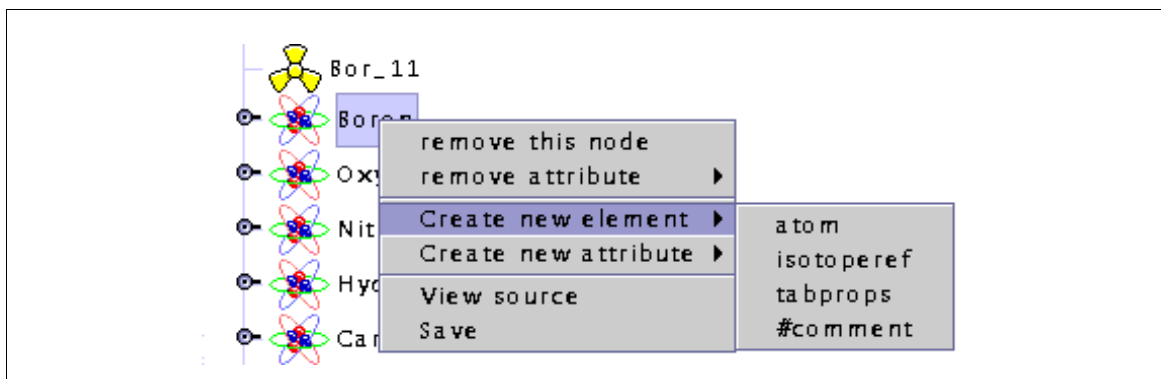 Bor_11
Boron
remove this node
remove attribute
Create new element
Create new attribute
View source
Save
atom
isotoperef
tabprops
#comment
Oxy
Nit
Hyd
Car